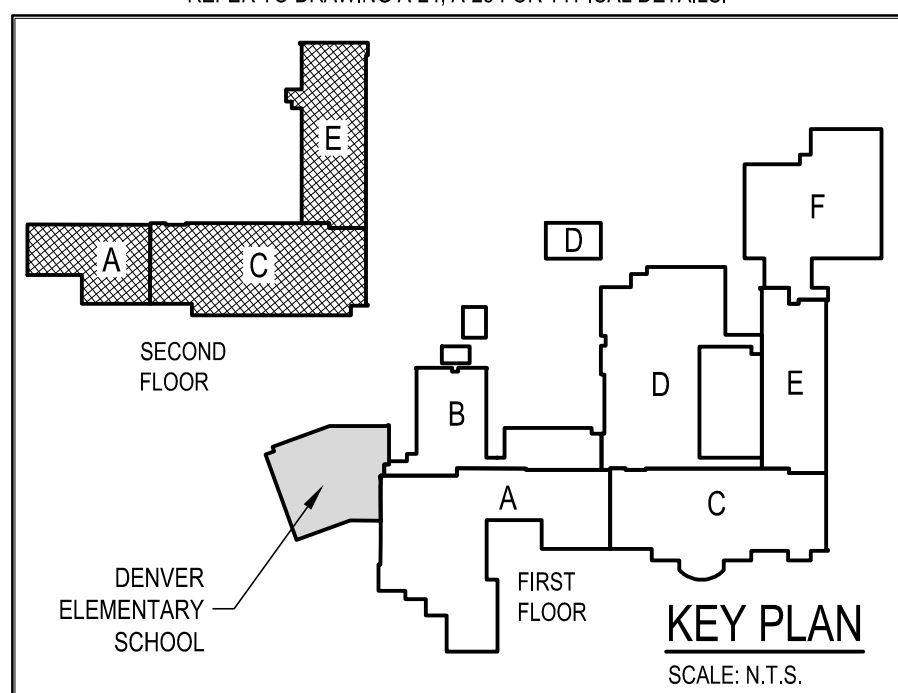 E
A
C
SECOND
FLOOR
F
D
D
E
B
A
C
DENVER
ELEMENTARY
SCHOOL
FIRST
FLOOR
KEY PLAN
SCALE: N.T.S.